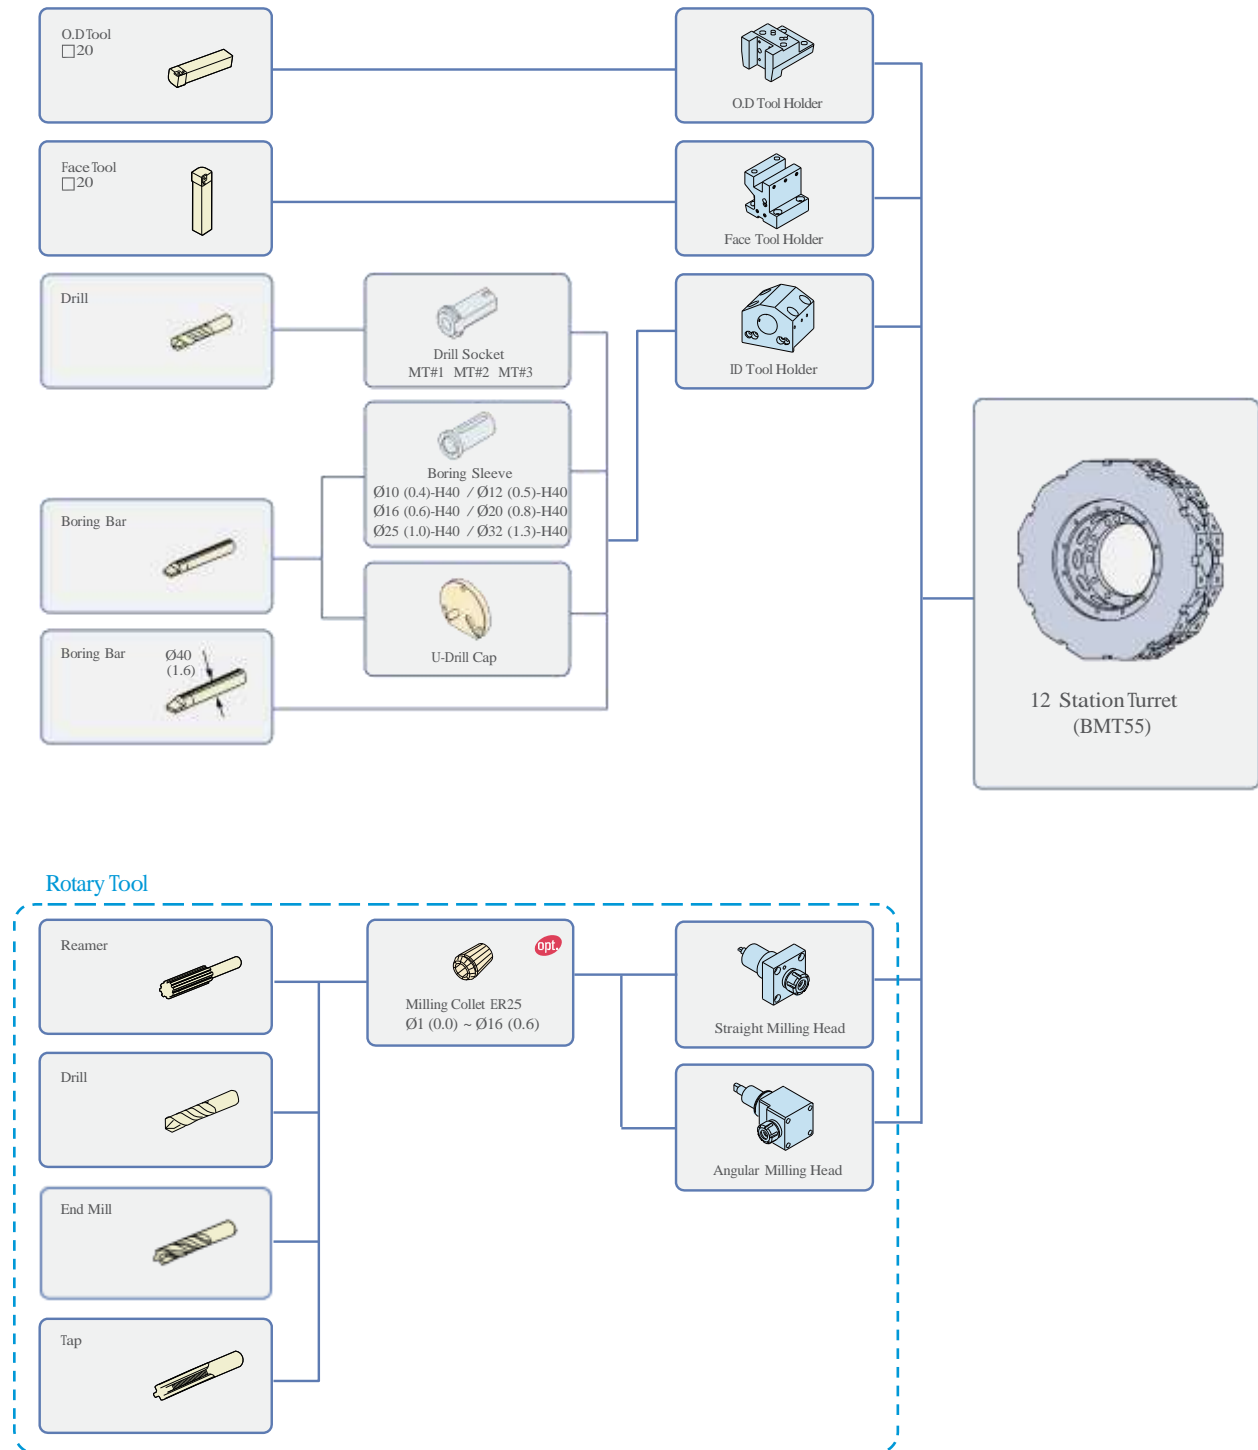 O.D Tool
□20
O.D Tool Holder
Face Tool
□20
Face Tool Holder
Drill
Drill Socket
MT#1 MT#2 MT#3
ID Tool Holder
Boring Sleeve
Ø10 (0.4)-H40 / Ø12 (0.5)-H40
Ø16 (0.6)-H40 / Ø20 (0.8)-H40
Ø25 (1.0)-H40 / Ø32 (1.3)-H40
Boring Bar
U-Drill Cap
Boring Bar
Ø40
(1.6)
12 Station Turret
(BMT55)
Rotary Tool
Reamer
opt.
Milling Collet ER25
Ø1 (0.0) ~ Ø16 (0.6)
Straight Milling Head
Drill
Angular Milling Head
End Mill
Tap